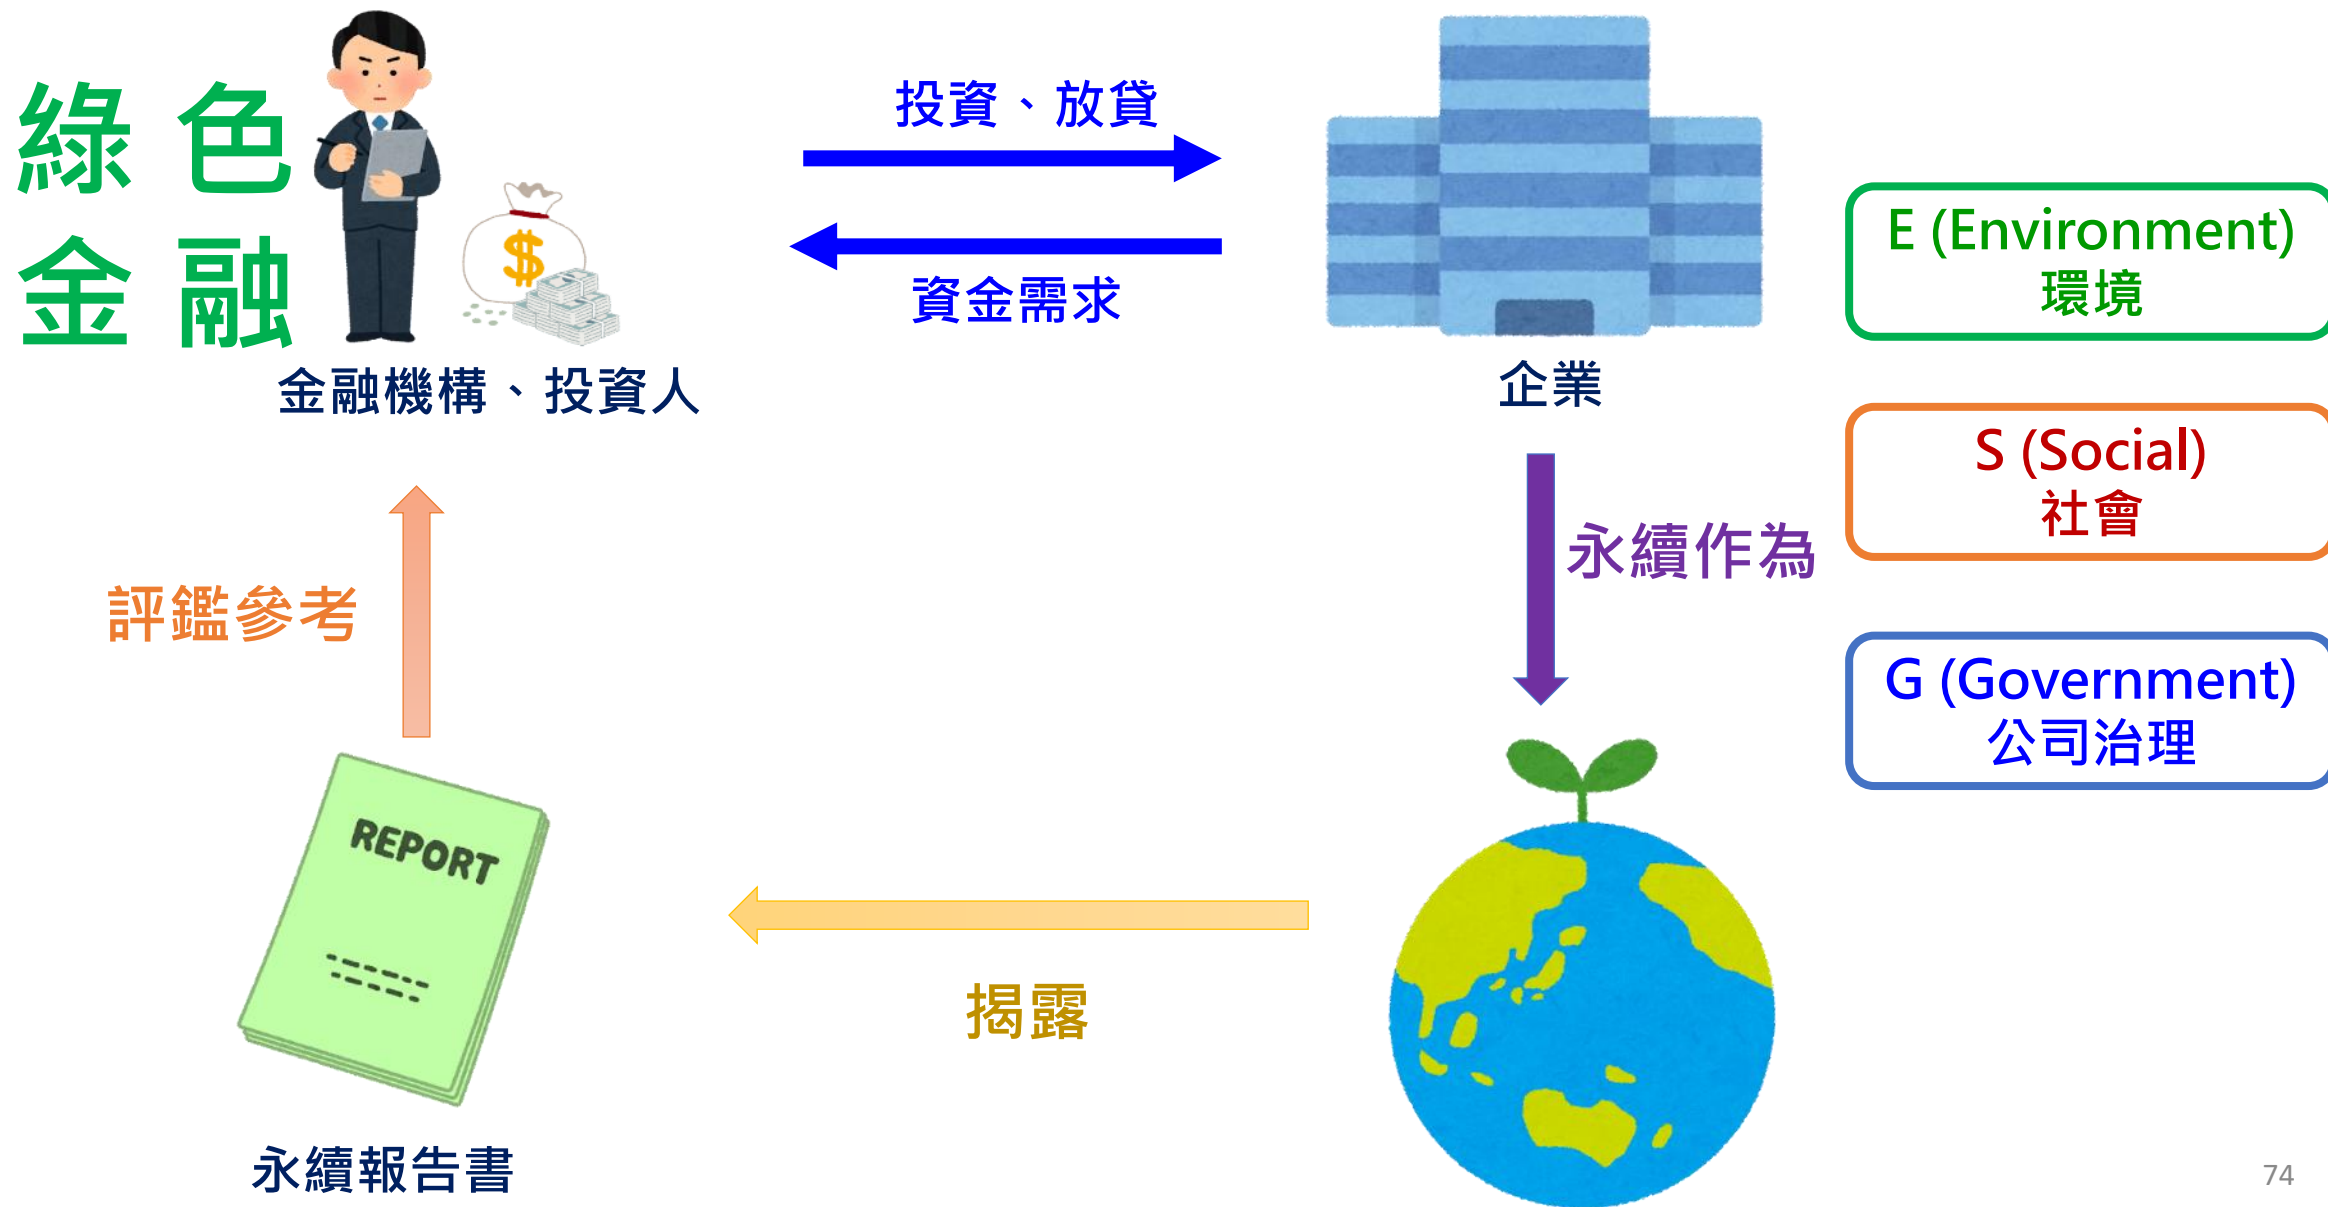 綠色
金融
投資、放貸
資金需求
金融機構、投資人
企業
E (Environment)
環境
S (Social)
社會
G (Government)
公司治理
永續作為
評鑑參考
$
REPORT
揭露
永續報告書
74